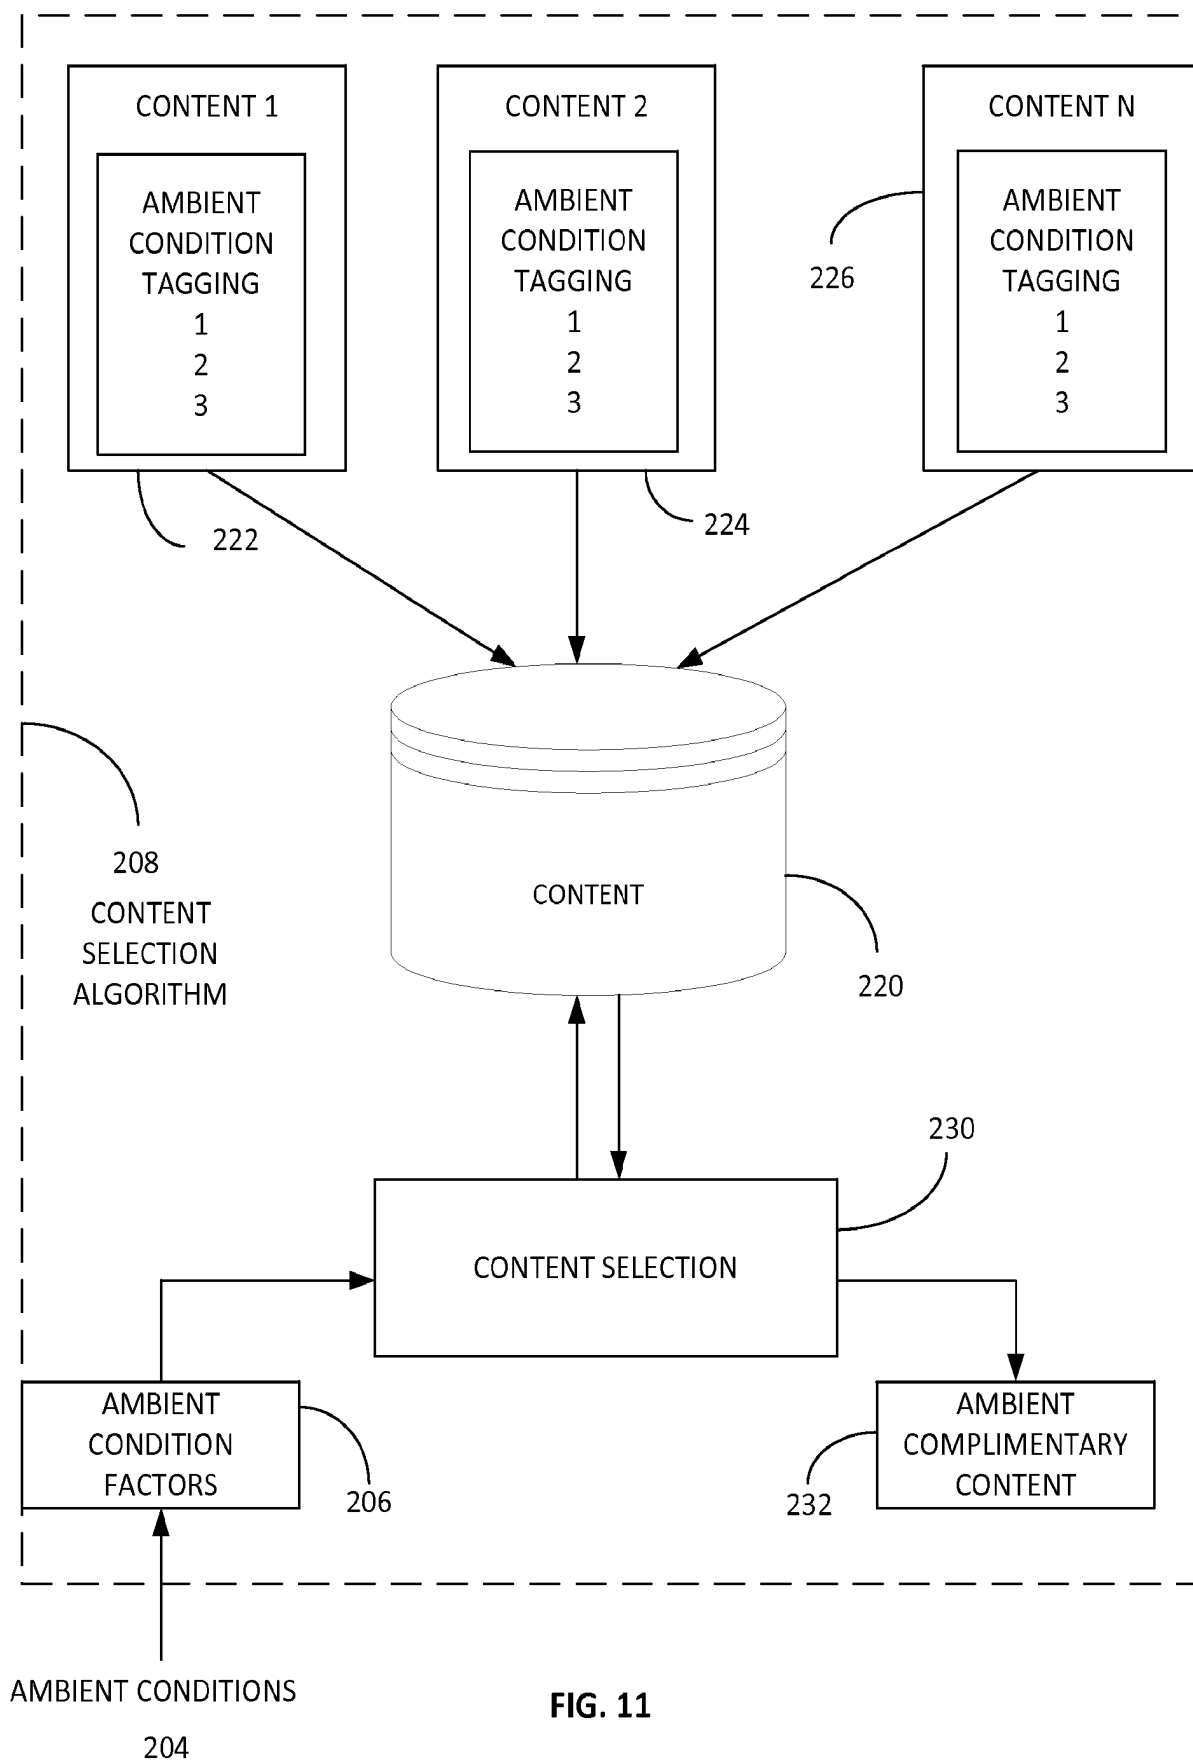 CONTENT 1
AMBIENT
CONDITION
TAGGING
1
2
3
222
CONTENT 2
AMBIENT
CONDITION
TAGGING
1
2
3
224
CONTENT N
AMBIENT
CONDITION
TAGGING
1
2
3
226
208
CONTENT
SELECTION
ALGORITHM
CONTENT
220
230
CONTENT SELECTION
AMBIENT
CONDITION
FACTORS
206
AMBIENT
COMPLIMENTARY
CONTENT
232
AMBIENT CONDITIONS
204
FIG. 11